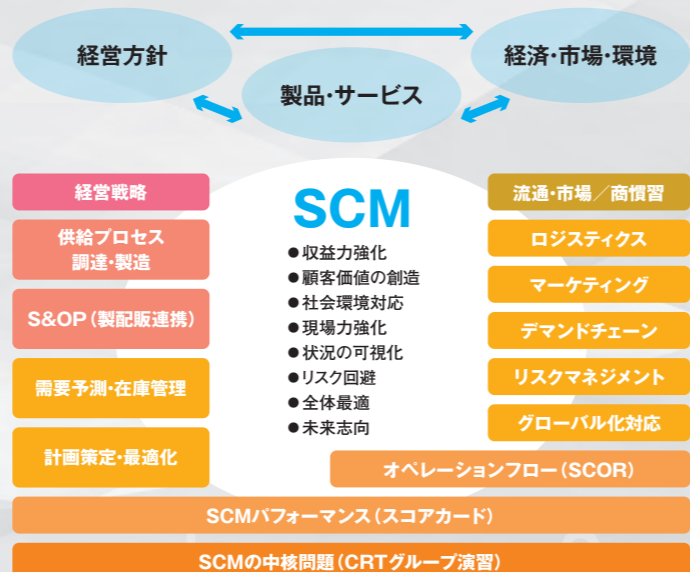 経営方針
経済・市場・環境
製品・サービス
経営戦略
供給プロセス
調達・製造
S&OP（製配販連携）
需要予測・在庫管理
計画策定・最適化
SCM
●収益力強化
●顧客価値の創造
●社会環境対応
●現場力強化
●状況の可視化
●リスク回避
●全体最適
●未来志向
流通・市場／商慣習
ロジスティクス
マーケティング
デマンドチェーン
リスクマネジメント
グローバル化対応
オペレーションフロー（SCOR）
SCMパフォーマンス（スコアカード）
SCMの中核問題（CRTグループ演習）